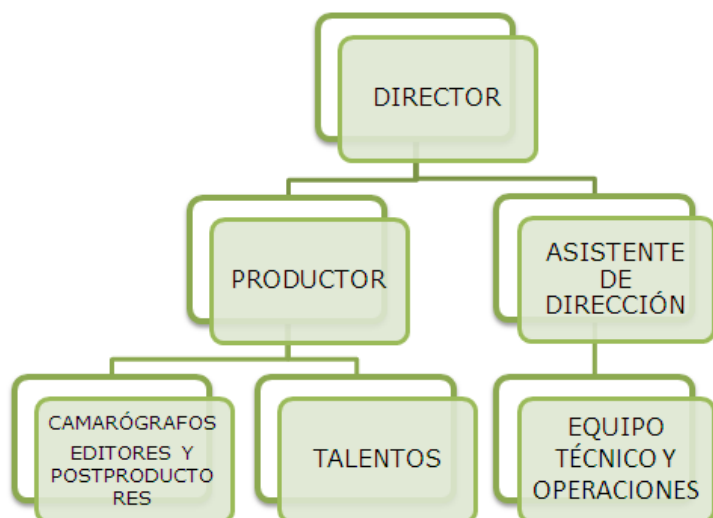 DIRECTOR
PRODUCTOR
ASISTENTE
DE
DIRECCIÓN
CAMARÓGRAFOS
EDITORES Y
POSTPRODUCTO
RES
TALENTOS
EQUIPO
TÉCNICO Y
OPERACIONES